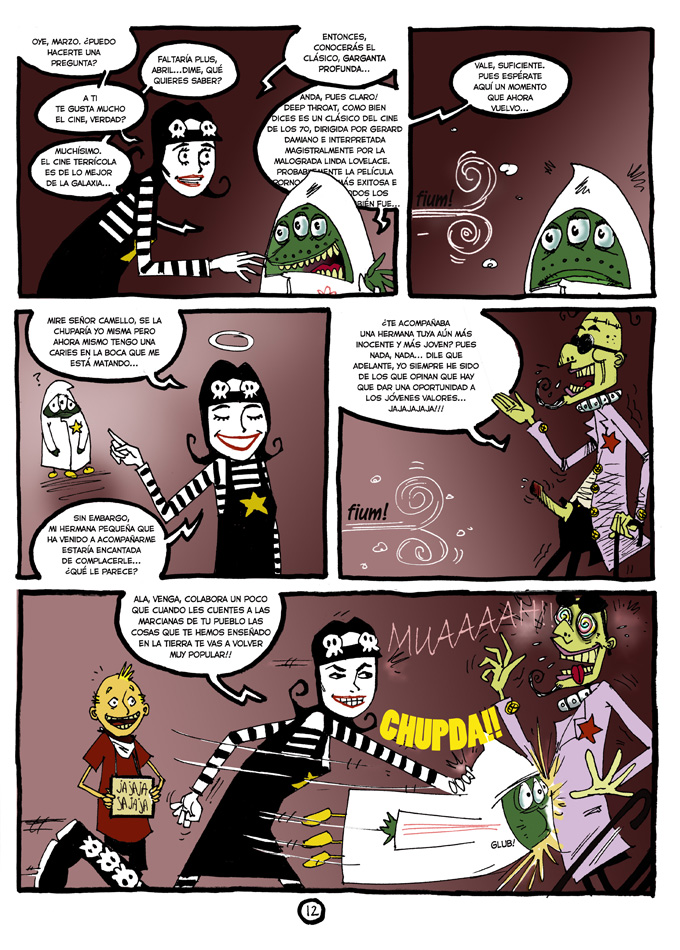 OYE, MARZO. ¿PUEDO
HACERTE UNA
PREGUNTA?
FALTARÍA PLUS,
ABRIL...DIME, QUÉ
QUIERES SABER?
A TI
TE GUSTA MUCHO
EL CINE, VERDAD?
MUCHÍSIMO.
EL CINE TERRÍCOLA
ES DE LO MEJOR
DE LA GALAXIA...
ENTONCES,
CONOCERÁS EL
CLÁSICO, GARGANTA
PROFUNDA...
ANDA, PUES CLARO!
DEEP THROAT, COMO BIEN
DICES ES UN CLÁSICO DEL CINE
DE LOS 70, DIRIGIDA POR GERARD
DAMIANO E INTERPRETADA
MAGISTRALMENTE POR LA
MALOGRADA LINDA LOVELACE.
PROBABLEMENTE LA PELÍCULA
MÁS EXITOSA E
FUE...
VALE, SUFICIENTE.
PUES ESPÉRATE
AQUÍ UN MOMENTO
QUE AHORA
VUELVO...
fium!
MIRE SEÑOR CAMELLO, SE LA
CHUPARÍA YO MISMA PERO
AHORA MISMO TENGO UNA
CARIES EN LA BOCA QUE ME
ESTÁ MATANDO...
?
SIN EMBARGO,
MI HERMANA PEQUEÑA QUE
HA VENIDO A ACOMPAÑARME
ESTARÍA ENCANTADA
DE COMPLACERLE...
¿QUÉ LE PARECE?
¿TE ACOMPAÑABA
UNA HERMANA TUYA AÚN MÁS
INOCENTE Y MÁS JOVEN? PUES
NADA, NADA... DILE QUE
ADELANTE, YO SIEMPRE HE SIDO
DE LOS QUE OPINAN QUE HAY
QUE DAR UNA OPORTUNIDAD A
LOS JÓVENES VALORES...
JAJAJAJAJA!!!
fium!
ALA, VENGA, COLABORA UN POCO
QUE CUANDO LES CUENTES A LAS
MARCIANAS DE TU PUEBLO LAS
COSAS QUE TE HEMOS ENSEÑADO
EN LA TIERRA TE VAS A VOLVER
MUY POPULAR!!
MUAAAAAH!!
CHUPDA!!
JAJAJA
JAJAJA
GLUB!
12